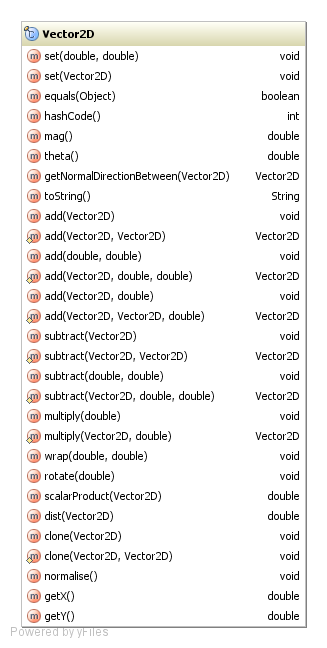 Vector2D
set(double, double) void
set(Vector2D) void
equals(Object) boolean
hashCode() int
mag() double
theta() double
getNormalDirectionBetween(Vector2D) Vector2D
toString() String
add(Vector2D) void
add(Vector2D, Vector2D) Vector2D
add(double, double) void
add(Vector2D, double, double) Vector2D
add(Vector2D, double) void
add(Vector2D, Vector2D, double) Vector2D
subtract(Vector2D) void
subtract(Vector2D, Vector2D) Vector2D
subtract(double, double) void
subtract(Vector2D, double, double) Vector2D
multiply(double) void
multiply(Vector2D, double) Vector2D
wrap(double, double) void
rotate(double) void
scalarProduct(Vector2D) double
dist(Vector2D) double
clone(Vector2D) void
clone(Vector2D, Vector2D) void
normalise() void
getX() double
getY() double
Powered by yFiles